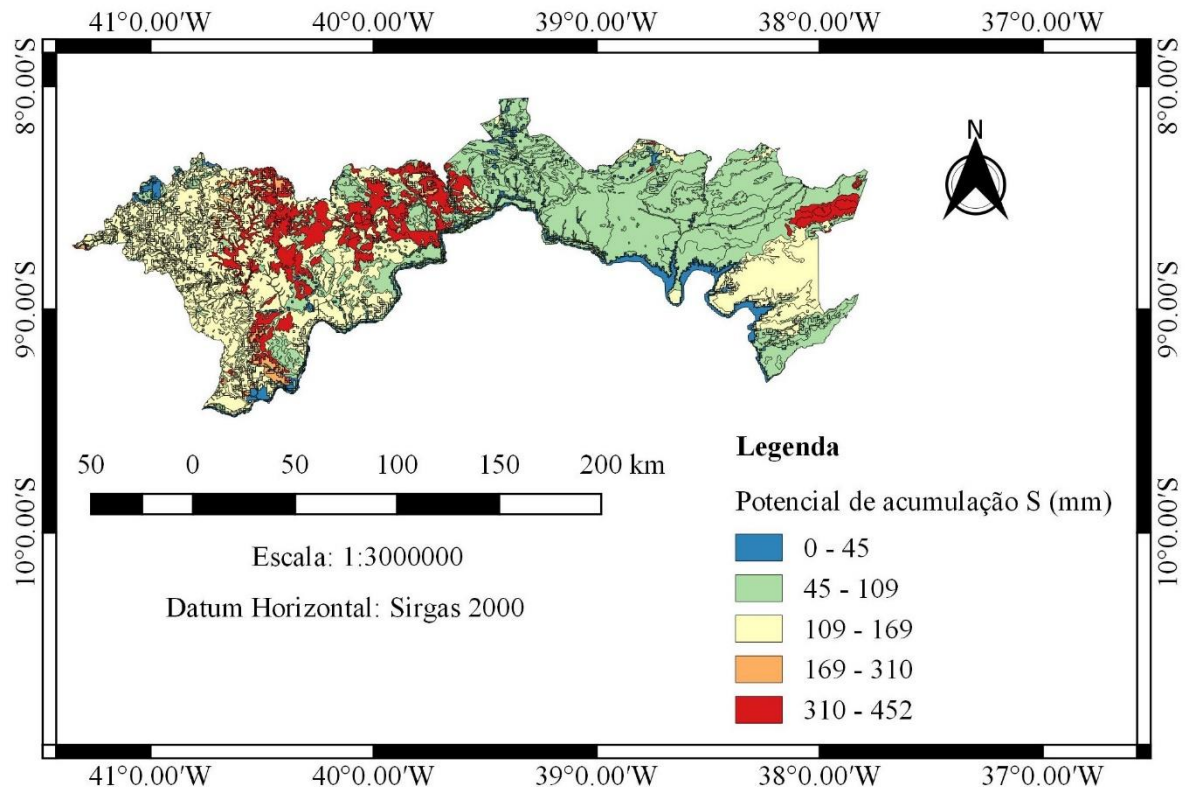 41°0.00'W 40°0.00'W 39°0.00'W 38°0.00'W 37°0.00'W
8°0.00'S
9°0.00'S
10°0.00'S
8°0.00'S
9°0.00'S
10°0.00'S
N
50 0 50 100 150 200 km
Escala: 1:3000000
Datum Horizontal: Sirgas 2000
Legenda
Potencial de acumulação S (mm)
0 - 45
45 - 109
109 - 169
169 - 310
310 - 452
41°0.00'W 40°0.00'W 39°0.00'W 38°0.00'W 37°0.00'W